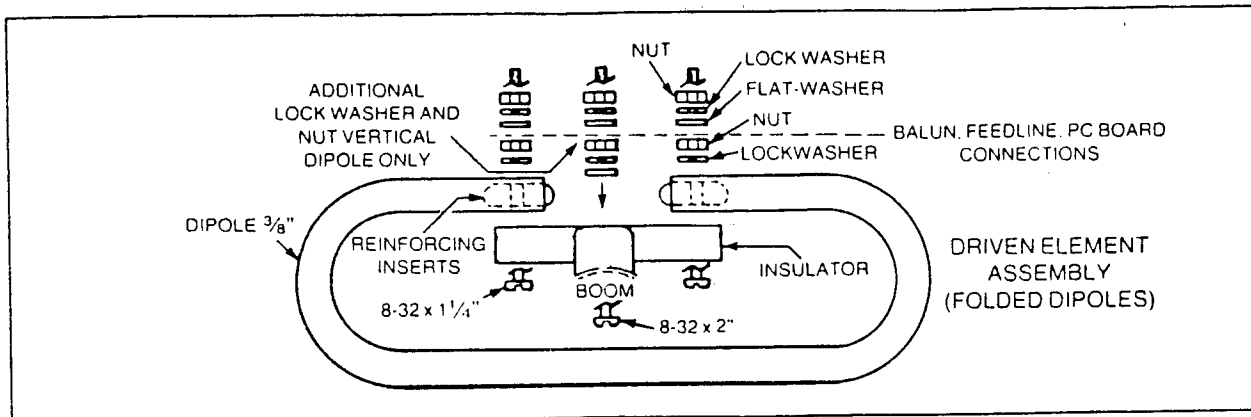 NUT
LOCK WASHER
FLAT-WASHER
NUT
LOCKWASHER
ADDITIONAL
LOCK WASHER AND
NUT VERTICAL
DIPOLE ONLY
BALUN, FEEDLINE, PC BOARD
CONNECTIONS
DIPOLE 3/8"
REINFORCING
INSERTS
INSULATOR
BOOM
8-32 x 1 1/4"
8-32 x 2"
DRIVEN ELEMENT
ASSEMBLY
(FOLDED DIPOLES)